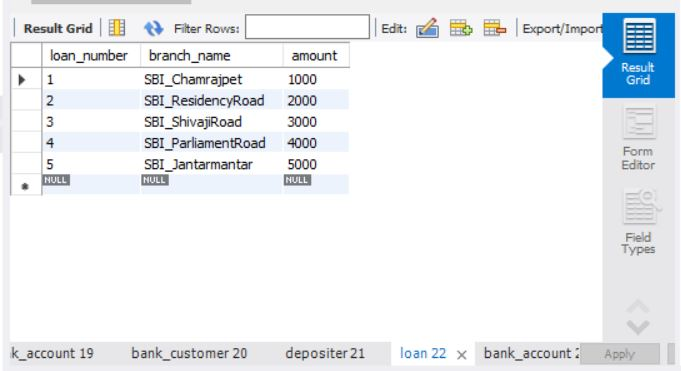 Result Grid Filter Rows: Edit: Export/Import
Result Grid
loan_number branch_name amount
1 SBI_Chamrajpet 1000
2 SBI_ResidencyRoad 2000
3 SBI_ShivajiRoad 3000
4 SBI_ParliamentRoad 4000
5 SBI_Jantarmantar 5000
NULL NULL NULL
Form
Editor
Field
Types
k_account 19 bank_customer 20 depositer 21 loan 22 bank_account 2 Apply